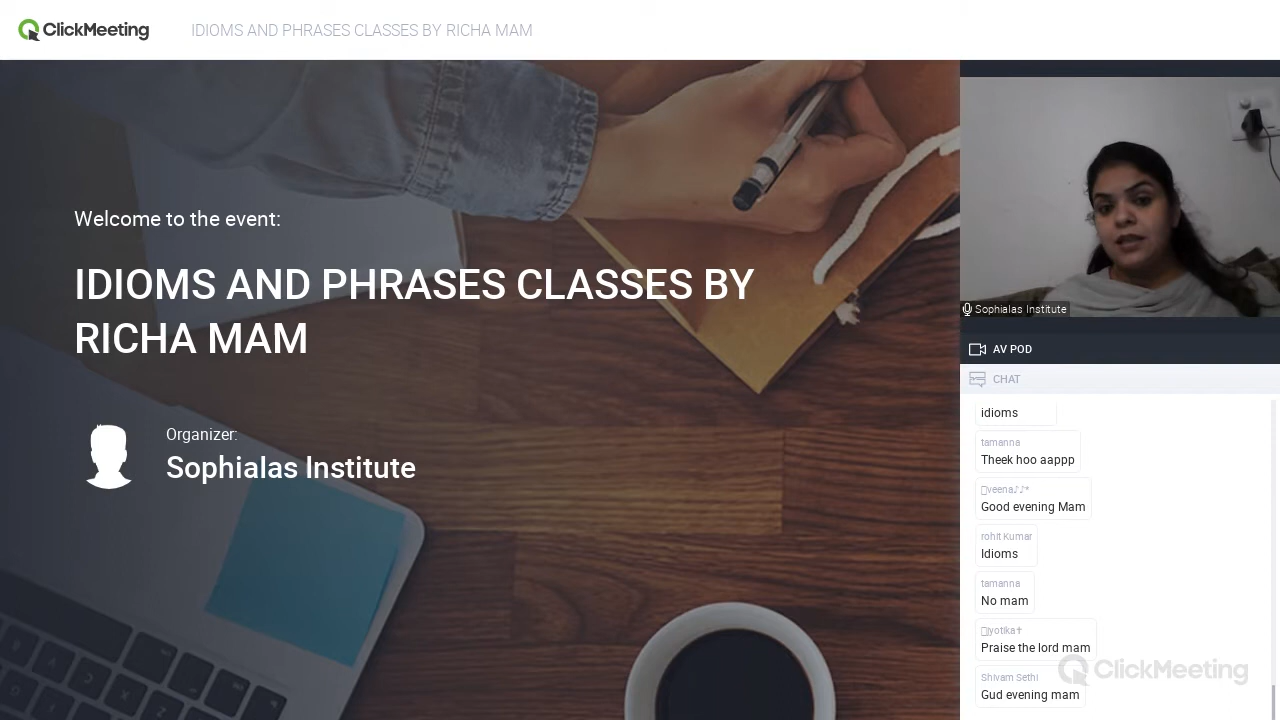 ClickMeeting
IDIOMS AND PHRASES CLASSES BY RICHA MAM
Welcome to the event:
IDIOMS AND PHRASES CLASSES BY
RICHA MAM
Organizer:
Sophialas Institute
Sophialas Institute
AV POD
CHAT
idioms
tamanna
Theek hoo aappp
veena♪♪*
Good evening Mam
rohit Kumar
Idioms
tamanna
No mam
jyotika✝
Praise the lord mam
Shivam Sethi
Gud evening mam
ClickMeeting